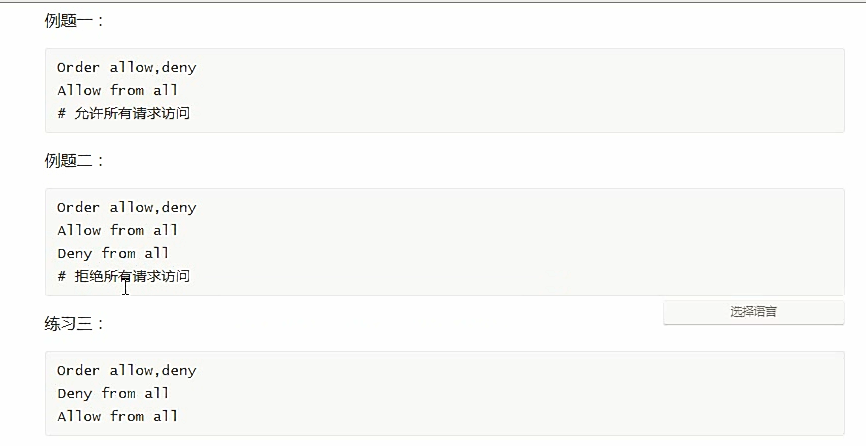 例题一：
Order allow,deny
Allow from all
# 允许所有请求访问
例题二：
Order allow,deny
Allow from all
Deny from all
# 拒绝所有请求访问
选择语言
练习三：
Order allow,deny
Deny from all
Allow from all